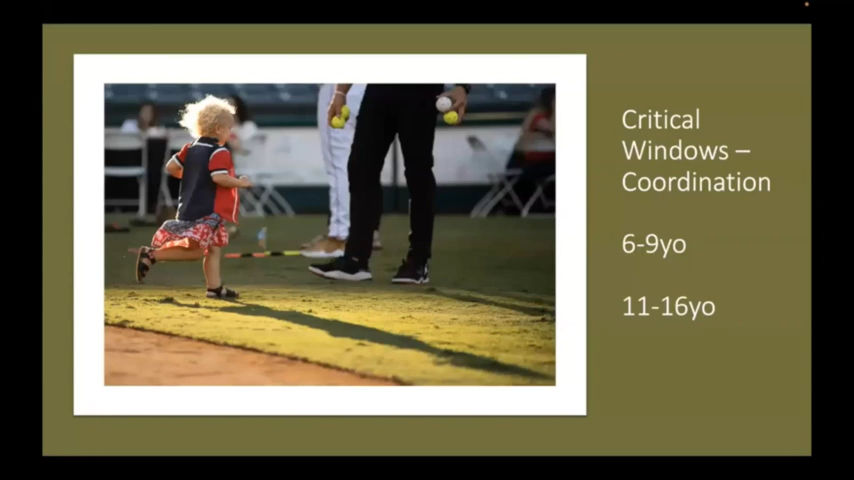 Critical
Windows –
Coordination
6-9yo
11-16yo